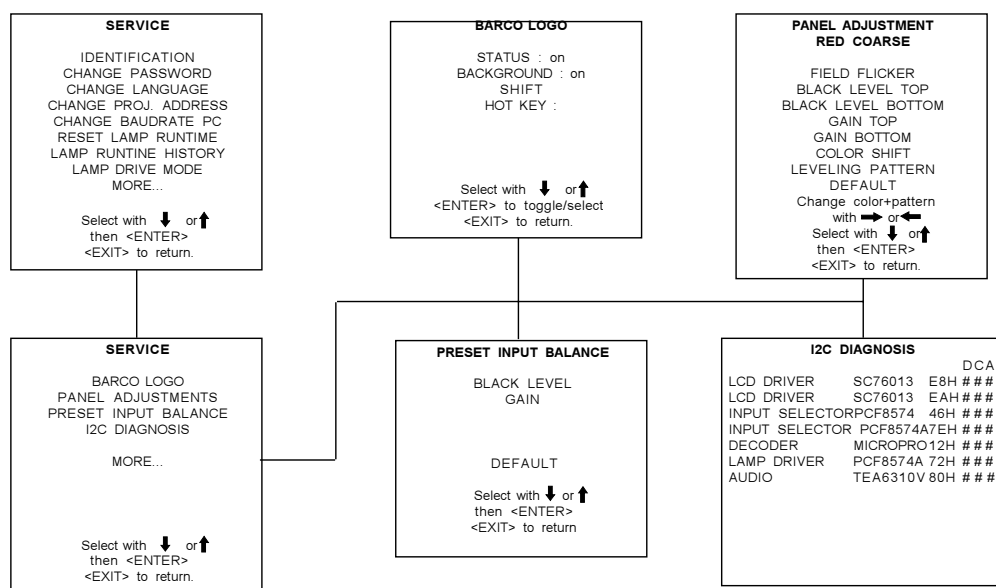 SERVICE
IDENTIFICATION
CHANGE PASSWORD
CHANGE LANGUAGE
CHANGE PROJ. ADDRESS
CHANGE BAUDRATE PC
RESET LAMP RUNTIME
LAMP RUNTINE HISTORY
LAMP DRIVE MODE
MORE...
Select with ⬇ or ⬆
then <ENTER>
<EXIT> to return.
BARCO LOGO
STATUS : on
BACKGROUND : on
SHIFT
HOT KEY :
Select with ⬇ or ⬆
<ENTER> to toggle/select
<EXIT> to return.
PANEL ADJUSTMENT
RED COARSE
FIELD FLICKER
BLACK LEVEL TOP
BLACK LEVEL BOTTOM
GAIN TOP
GAIN BOTTOM
COLOR SHIFT
LEVELING PATTERN
DEFAULT
Change color+pattern
with ➡ or ⬅
Select with ⬇ or ⬆
then <ENTER>
<EXIT> to return.
SERVICE
BARCO LOGO
PANEL ADJUSTMENTS
PRESET INPUT BALANCE
I2C DIAGNOSIS
MORE...
Select with ⬇ or ⬆
then <ENTER>
<EXIT> to return.
PRESET INPUT BALANCE
BLACK LEVEL
GAIN
DEFAULT
Select with ⬇ or ⬆
then <ENTER>
<EXIT> to return
I2C DIAGNOSIS
DCA
LCD DRIVER SC76013 E8H # # #
LCD DRIVER SC76013 EAH # # #
INPUT SELECTORPCF8574 46H # # #
INPUT SELECTOR PCF8574A7EH # # #
DECODER MICROPRO12H # # #
LAMP DRIVER PCF8574A 72H # # #
AUDIO TEA6310V 80H # # #